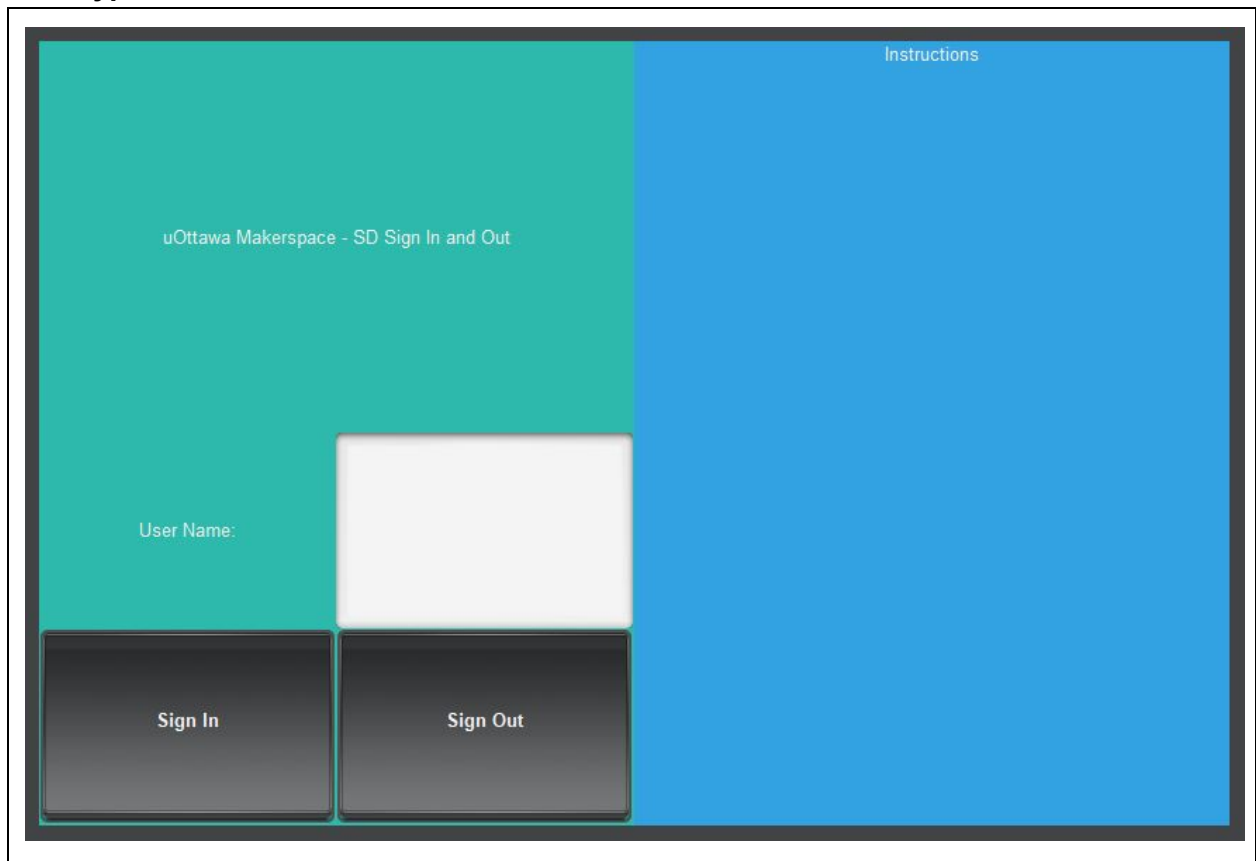 uOttawa Makerspace - SD Sign In and Out
User Name:
Sign In
Sign Out
Instructions